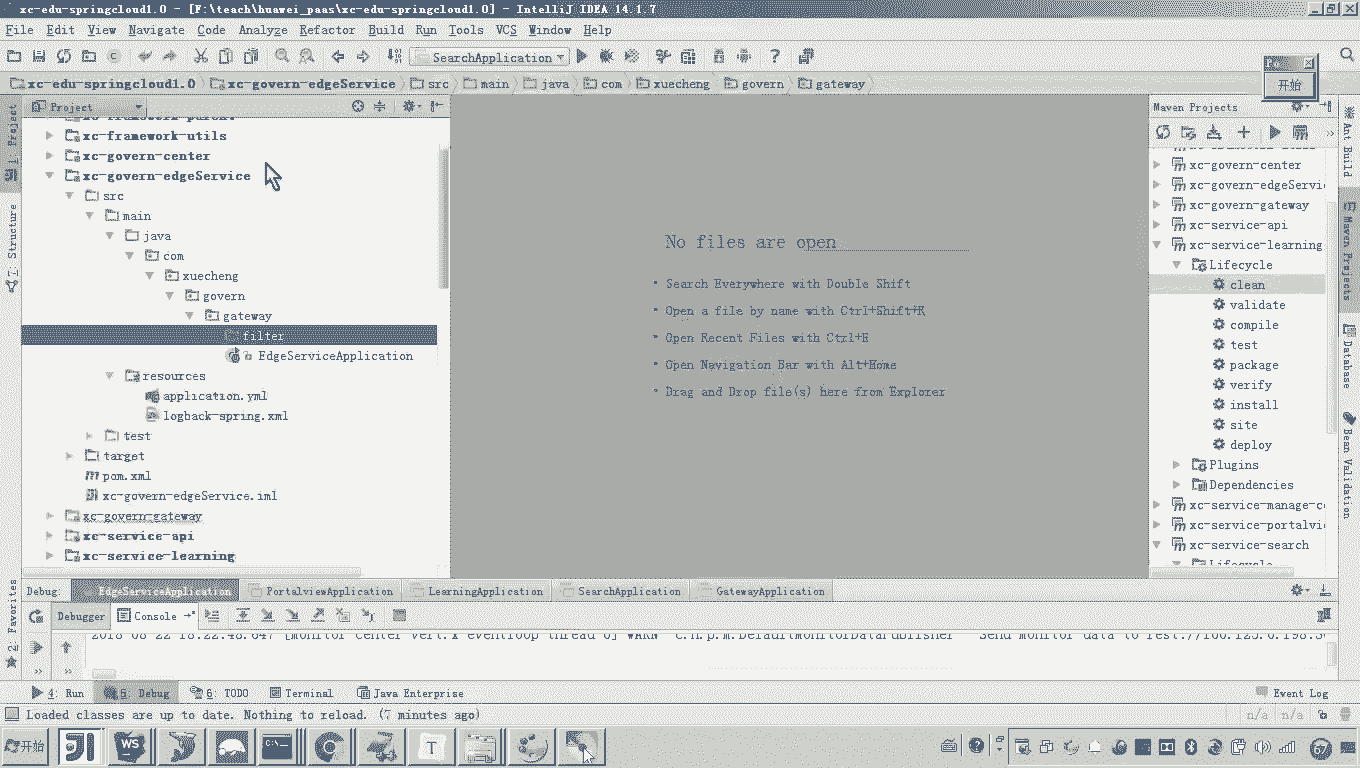 xc-edu-springcloud1.0 - [F:\teach\huawei_paas\xc-edu-springcloud1.0] - IntelliJ IDEA 14.1.7
File Edit View Navigate Code Analyze Refactor Build Run Tools VCS Window Help
SearchApplication
xc-edu-springcloud1.0 xc-govern-edgeService src main java com xuecheng govern gateway
开始
Project
Maven Projects
1: Project
7: Structure
2: Favorites
xc-framework-utils
xc-govern-center
xc-govern-edgeService
src
main
java
com
xuecheng
govern
gateway
filter
EdgeServiceApplication
resources
application.yml
logback-spring.xml
test
target
pom.xml
xc-govern-edgeService.iml
xc-govern-gateway
xc-service-api
xc-service-learning
No files are open
• Search Everywhere with Double Shift
• Open a file by name with Ctrl+Shift+R
• Open Recent Files with Ctrl+E
• Open Navigation Bar with Alt+Home
• Drag and Drop file(s) here from Explorer
xc-govern-center
xc-govern-edgeServi
xc-govern-gateway
xc-service-api
xc-service-learning
Lifecycle
clean
validate
compile
test
package
verify
install
site
deploy
Plugins
Dependencies
xc-service-manage-c
xc-service-portalvi
xc-service-search
Lifecycle
Ant Build
Maven Projects
Database
Bean Validation
Debug: EdgeServiceApplication PortalviewApplication LearningApplication SearchApplication GatewayApplication
Debugger Console
4: Run 5: Debug 6: TODO Terminal Java Enterprise Event Log
Loaded classes are up to date. Nothing to reload. (7 minutes ago) n/a n/a
开始 WS T 67